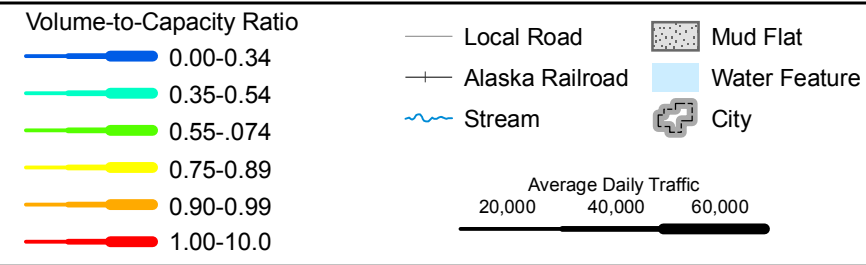 Volume-to-Capacity Ratio
0.00-0.34
0.35-0.54
0.55-.074
0.75-0.89
0.90-0.99
1.00-10.0
Local Road
Alaska Railroad
Stream
Mud Flat
Water Feature
City
Average Daily Traffic
20,000 40,000 60,000